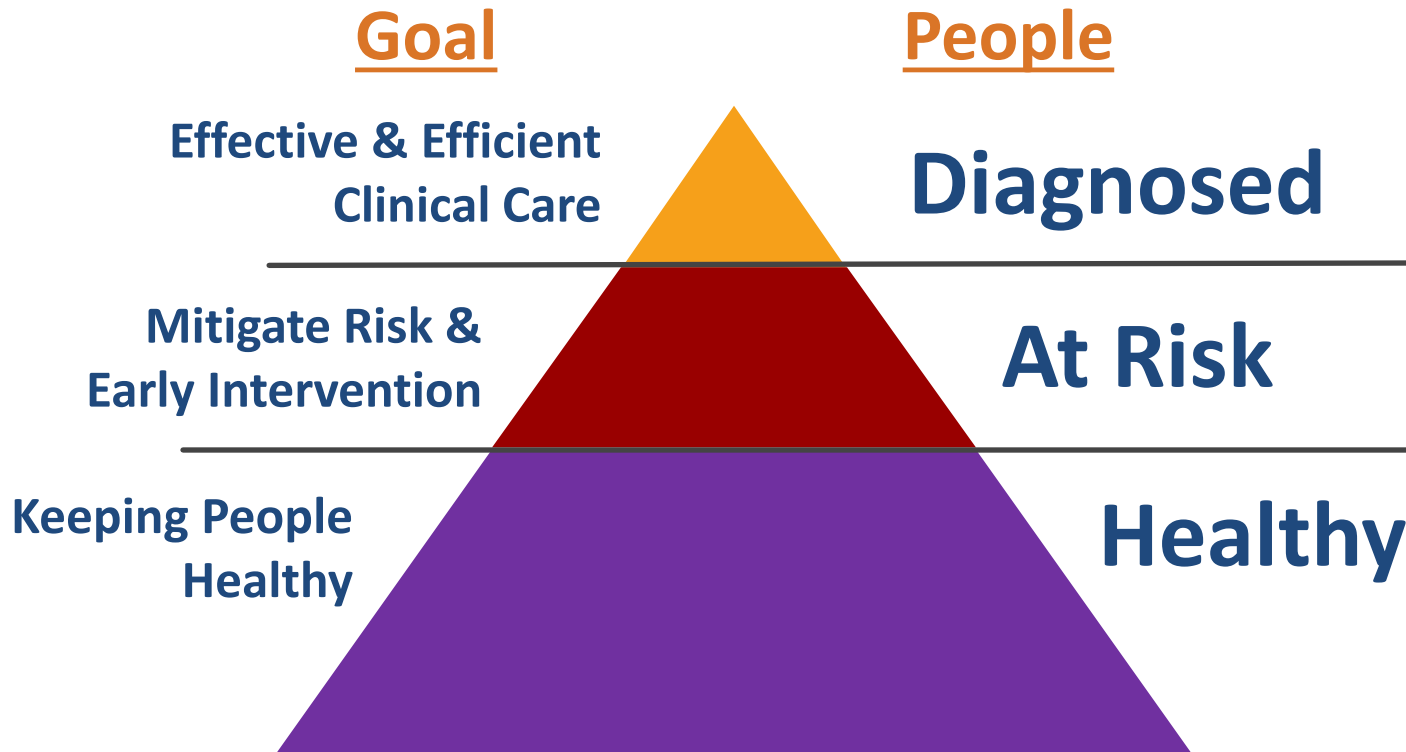 Goal
People
Effective & Efficient
Clinical Care
Diagnosed
Mitigate Risk &
Early Intervention
At Risk
Keeping People
Healthy
Healthy